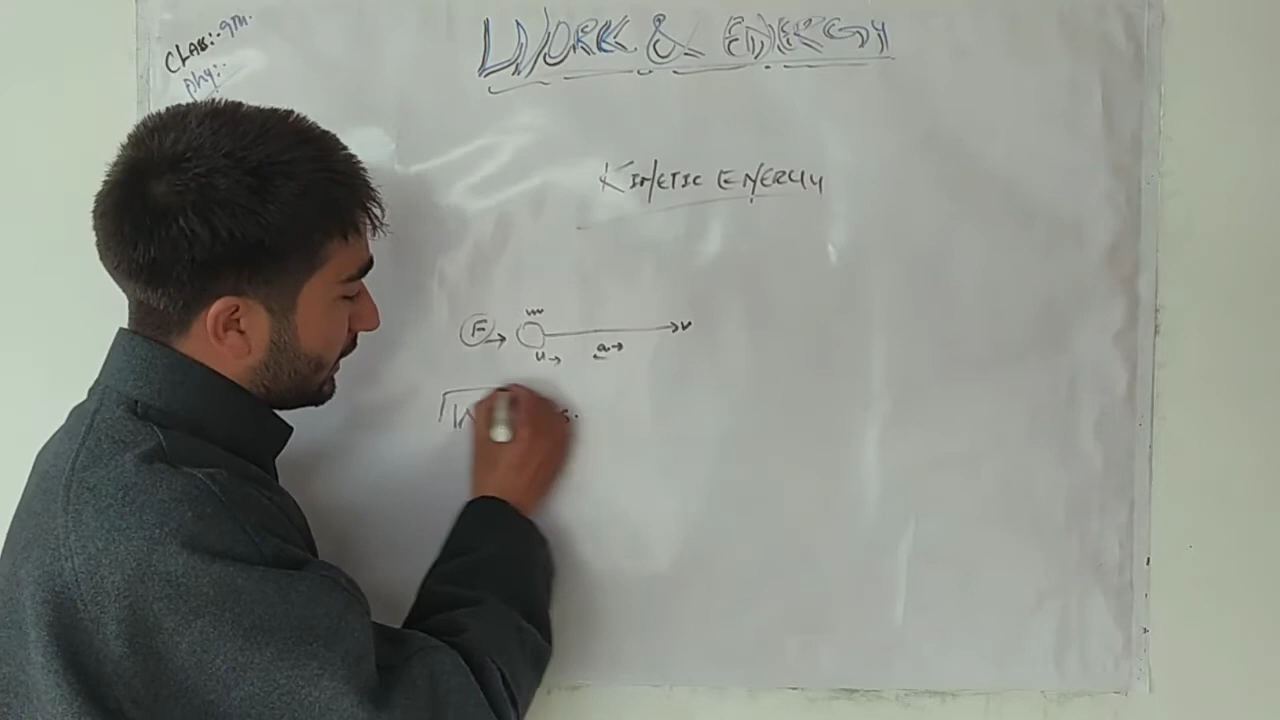 CLASS:- 9TH.
phy:-
WORK & ENERGY
KINETIC ENERGY
m
F → v
u → a →
W s.